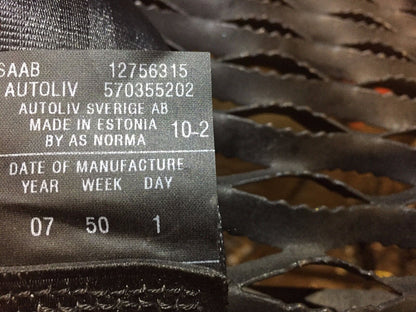 SAAB 12756315
AUTOLIV 570355202
AUTOLIV SVERIGE AB
MADE IN ESTONIA 10-2
BY AS NORMA
DATE OF MANUFACTURE
YEAR WEEK DAY
07 50 1